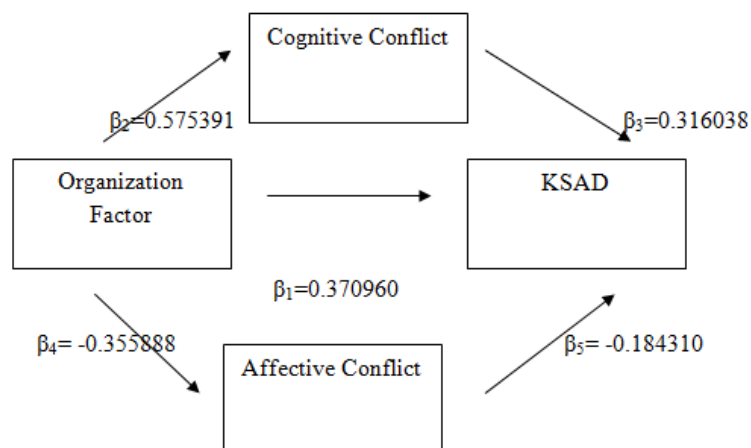 Cognitive Conflict
β2=0.575391
β3=0.316038
Organization
Factor
KSAD
β1=0.370960
β4= -0.355888
β5= -0.184310
Affective Conflict